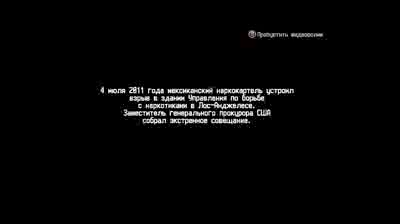 Пропустить видеоролик
4 июля 2011 года мексиканский наркокартель устроил
взрыв в здании Управления по борьбе
с наркотиками в Лос-Анджелесе.
Заместитель генерального прокурора США
собрал экстренное совещание.